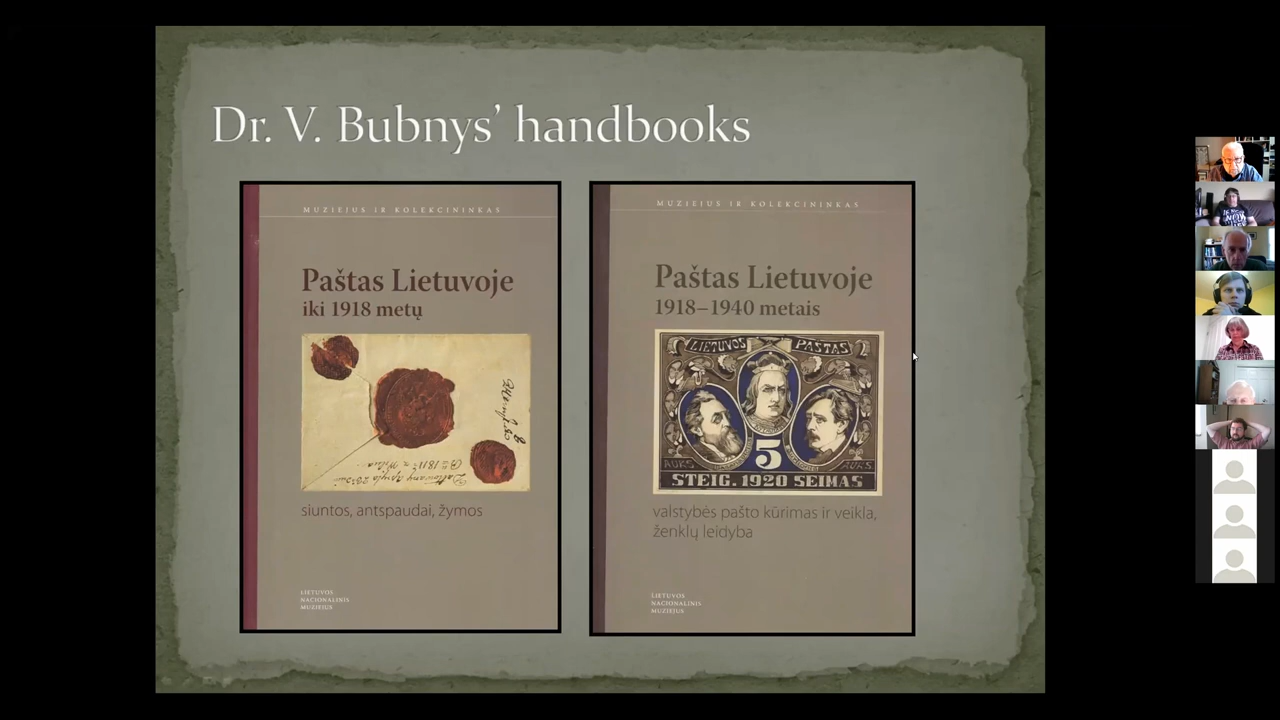 Dr. V. Bubnys’ handbooks
MUZIEJUS IR KOLEKCININKAS
Paštas Lietuvoje
iki 1918 metų
siuntos, antspaudai, žymos
LIETUVOS
NACIONALINIS
MUZIEJUS
MUZIEJUS IR KOLEKCININKAS
Paštas Lietuvoje
1918–1940 metais
LIETUVOS PAŠTAS
5
AUKS AUKS
STEIG. 1920 SEIMAS
valstybės pašto kūrimas ir veikla,
ženklų leidyba
LIETUVOS
NACIONALINIS
MUZIEJUS